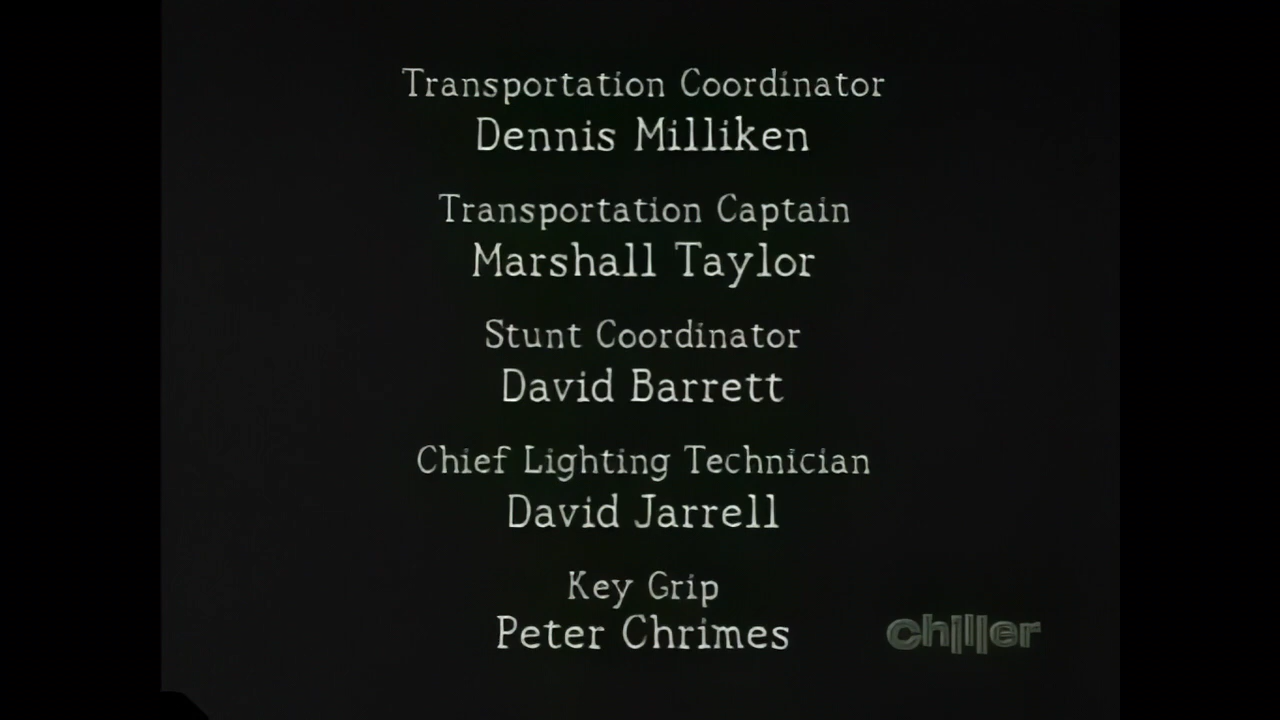 Transportation Coordinator
Dennis Milliken
Transportation Captain
Marshall Taylor
Stunt Coordinator
David Barrett
Chief Lighting Technician
David Jarrell
Key Grip
Peter Chrimes
chiller